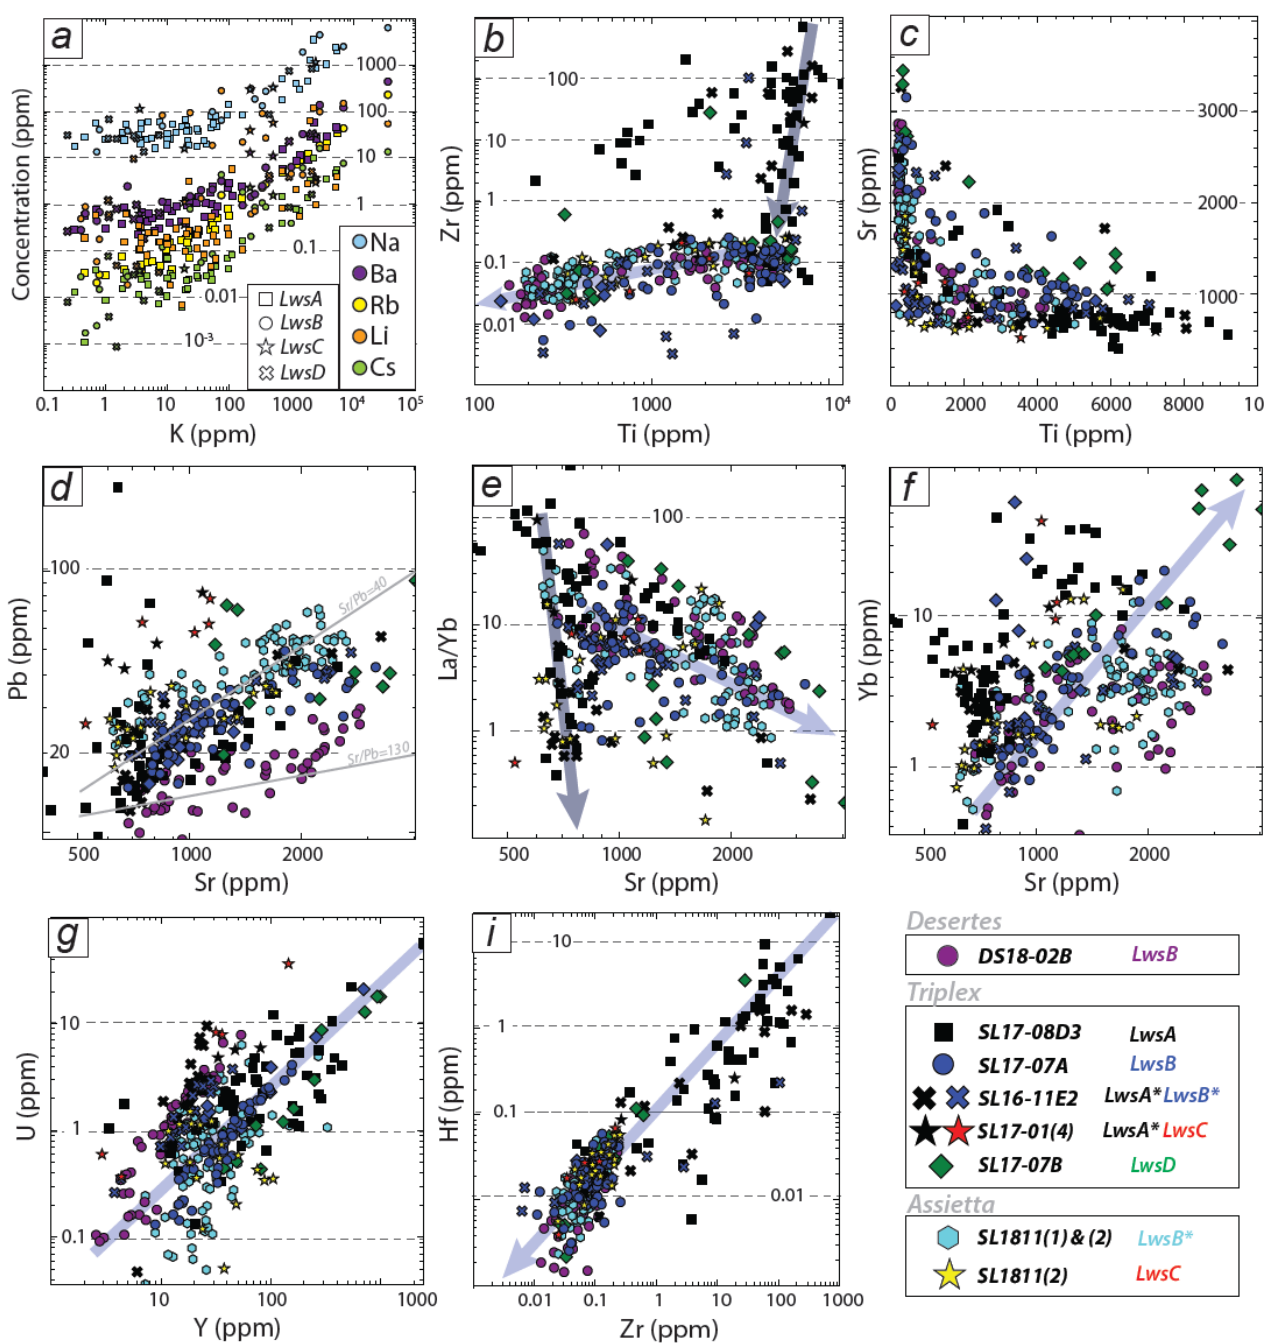 a
Concentration (ppm)
1000
100
10
1
0.1
0.01
10⁻³
LwsA
LwsB
LwsC
LwsD
Na
Ba
Rb
Li
Cs
0.1 1 10 100 1000 10⁴ 10⁵
K (ppm)
b
Zr (ppm)
100
10
1
0.1
0.01
100 1000 10⁴
Ti (ppm)
c
Sr (ppm)
3000
2000
1000
0 2000 4000 6000 8000 10
Ti (ppm)
d
Pb (ppm)
100
20
Sr/Pb=40
Sr/Pb=130
500 1000 2000
Sr (ppm)
e
La/Yb
100
10
1
500 1000 2000
Sr (ppm)
f
Yb (ppm)
10
1
500 1000 2000
Sr (ppm)
g
U (ppm)
10
1
0.1
10 100 1000
Y (ppm)
i
Hf (ppm)
10
1
0.1
0.01
0.01 0.1 1 10 100 1000
Zr (ppm)
Desertes
DS18-02B LwsB
Triplex
SL17-08D3 LwsA
SL17-07A LwsB
SL16-11E2 LwsA* LwsB*
SL17-01(4) LwsA* LwsC
SL17-07B LwsD
Assietta
SL1811(1) & (2) LwsB*
SL1811(2) LwsC